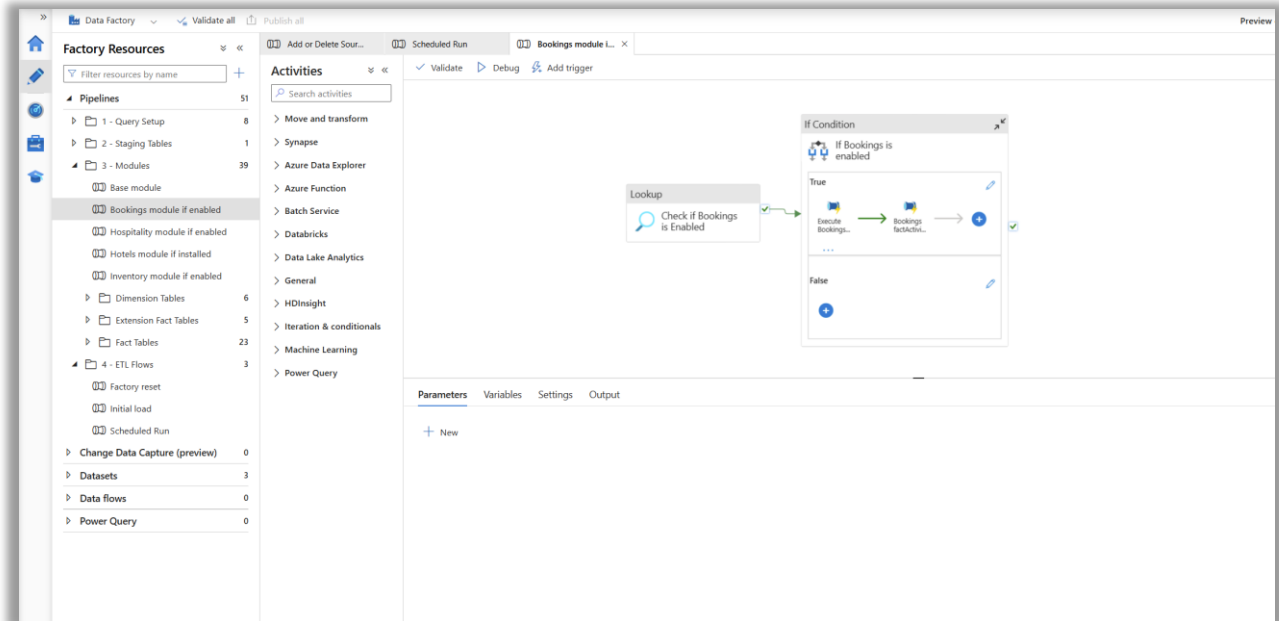 »
Data Factory
Validate all
Publish all
Preview
Factory Resources
Filter resources by name
Pipelines 51
1 - Query Setup 8
2 - Staging Tables 1
3 - Modules 39
Base module
Bookings module if enabled
Hospitality module if enabled
Hotels module if installed
Inventory module if enabled
Dimension Tables 6
Extension Fact Tables 5
Fact Tables 23
4 - ETL Flows 3
Factory reset
Initial load
Scheduled Run
Change Data Capture (preview) 0
Datasets 3
Data flows 0
Power Query 0
Add or Delete Sour...
Scheduled Run
Bookings module i...
Activities
Search activities
Move and transform
Synapse
Azure Data Explorer
Azure Function
Batch Service
Databricks
Data Lake Analytics
General
HDInsight
Iteration & conditionals
Machine Learning
Power Query
Validate
Debug
Add trigger
Lookup
Check if Bookings
is Enabled
If Condition
If Bookings is
enabled
True
Execute
Bookings...
Bookings
factActivi...
...
False
Parameters
Variables
Settings
Output
New